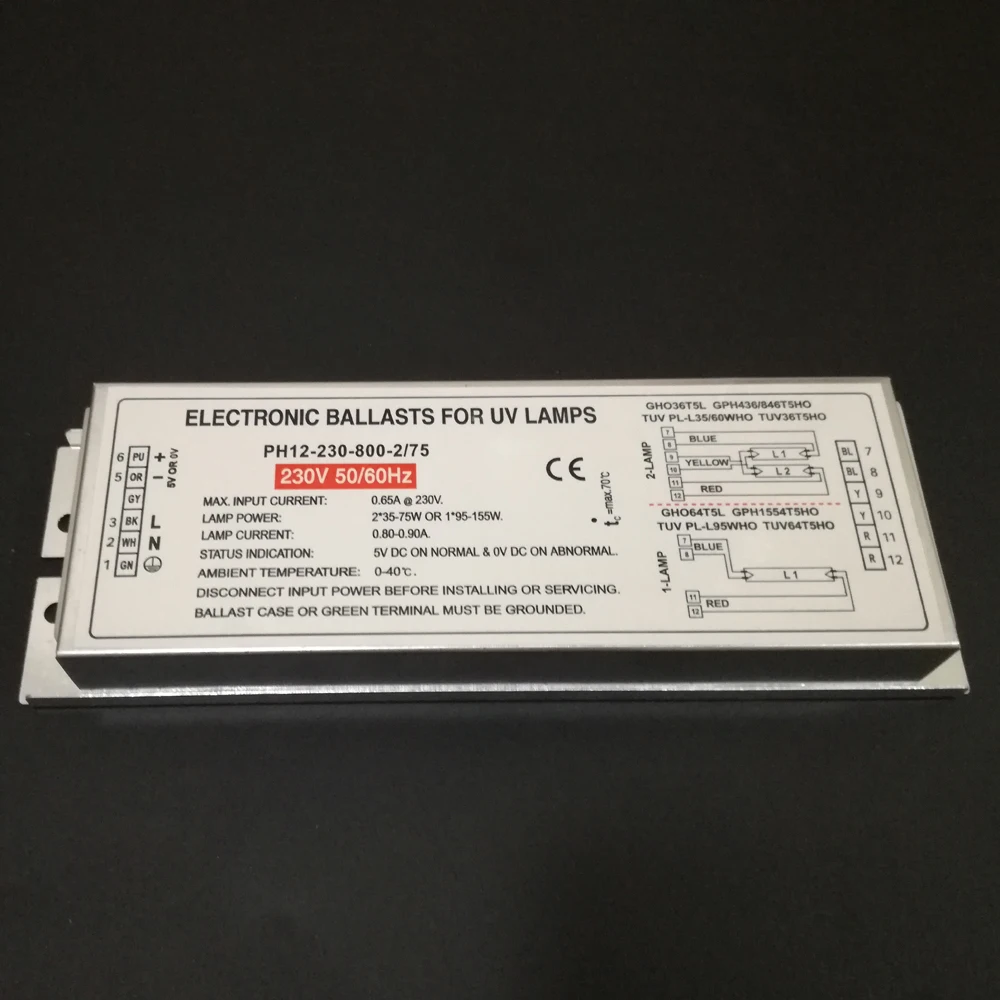 ELECTRONIC BALLASTS FOR UV LAMPS
PH12-230-800-2/75
230V 50/60Hz
MAX. INPUT CURRENT: 0.65A @ 230V.
LAMP POWER: 2*35-75W OR 1*95-155W.
LAMP CURRENT: 0.80-0.90A.
STATUS INDICATION: 5V DC ON NORMAL & 0V DC ON ABNORMAL.
AMBIENT TEMPERATURE: 0-40℃.
DISCONNECT INPUT POWER BEFORE INSTALLING OR SERVICING.
BALLAST CASE OR GREEN TERMINAL MUST BE GROUNDED.
6 PU +
5 OR -
5V OR 0V
GY
3 BK L
2 WH N
1 GN
CE
tc=max.70℃
GHO36T5L GPH436/846T5HO
TUV PL-L35/60WHO TUV36T5HO
2-LAMP
7
8 BLUE
9
10 YELLOW
11
12 RED
L1
L2
GHO64T5L GPH1554T5HO
TUV PL-L95WHO TUV64T5HO
1-LAMP
7
8 BLUE
L1
11
12 RED
BL 7
BL 8
Y 9
Y 10
R 11
R 12